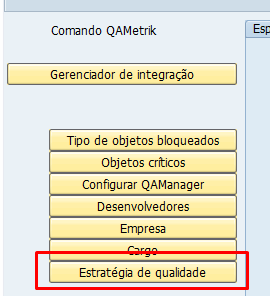 Comando QAMetrik
Esp
Gerenciador de integração
Tipo de objetos bloqueados
Objetos críticos
Configurar QAManager
Desenvolvedores
Empresa
Cargo
Estratégia de qualidade